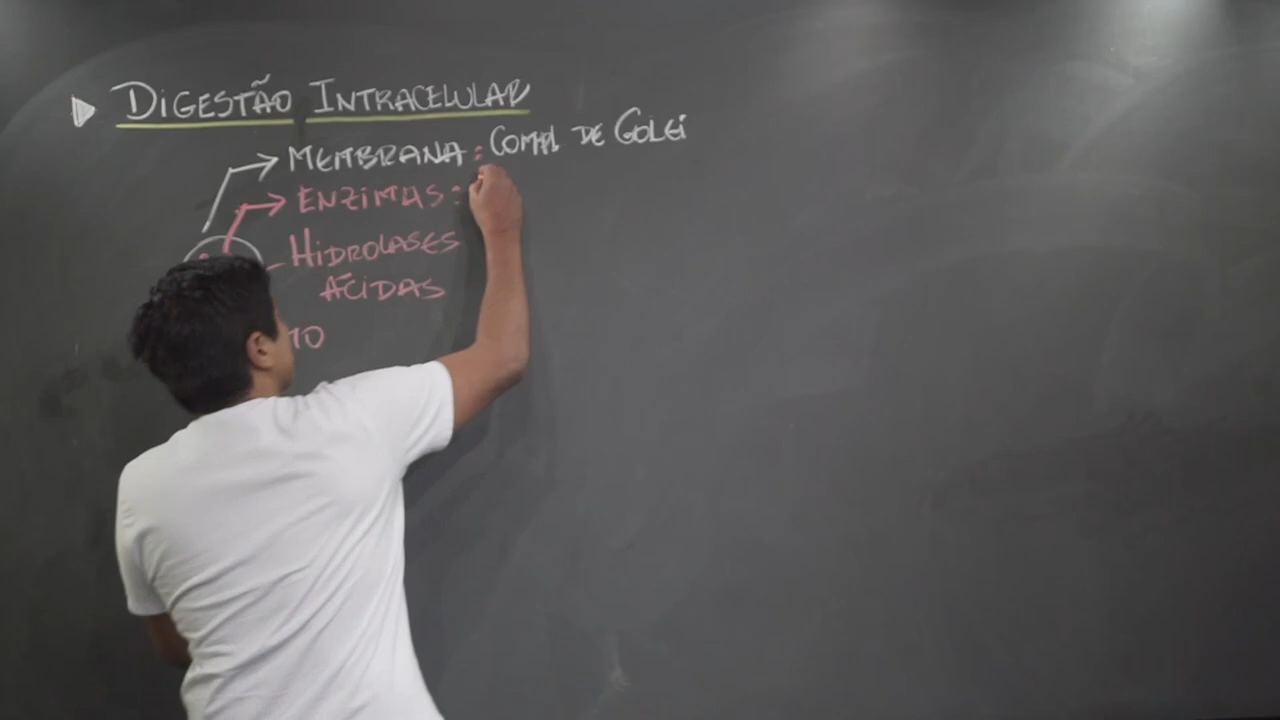 DIGESTÃO INTRACELULAR
MEMBRANA : COMPL DE GOLGI
ENZIMAS :
HIDROLASES
ÁCIDAS